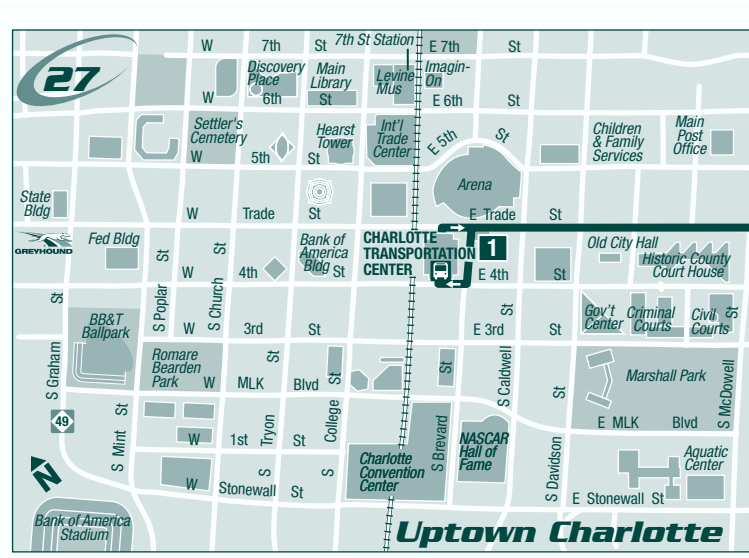 27
W 7th St
7th St Station
E 7th St
Discovery
Place
Main
Library
Levine
Mus
Imagin-
On
W 6th St
E 6th St
Settler's
Cemetery
Hearst
Tower
Int'l
Trade
Center
E 5th St
Children
& Family
Services
Main
Post
Office
W 5th St
Arena
State
Bldg
W Trade St
E Trade St
GREYHOUND
Fed Bldg
Bank of
America
Bldg
CHARLOTTE
TRANSPORTATION
CENTER
1
Old City Hall
Historic County
Court House
W 4th St
E 4th St
S Graham St
S Poplar St
S Church St
BB&T
Ballpark
W 3rd St
E 3rd St
Gov't
Center
Criminal
Courts
Civil
Courts
Romare
Bearden
Park
W MLK Blvd
S Caldwell St
Marshall Park
S McDowell St
49
S Mint St
S Tryon St
S College St
S Brevard St
S Davidson St
E MLK Blvd
W 1st St
Charlotte
Convention
Center
NASCAR
Hall of
Fame
Aquatic
Center
N
W Stonewall St
E Stonewall St
Bank of America
Stadium
Uptown Charlotte